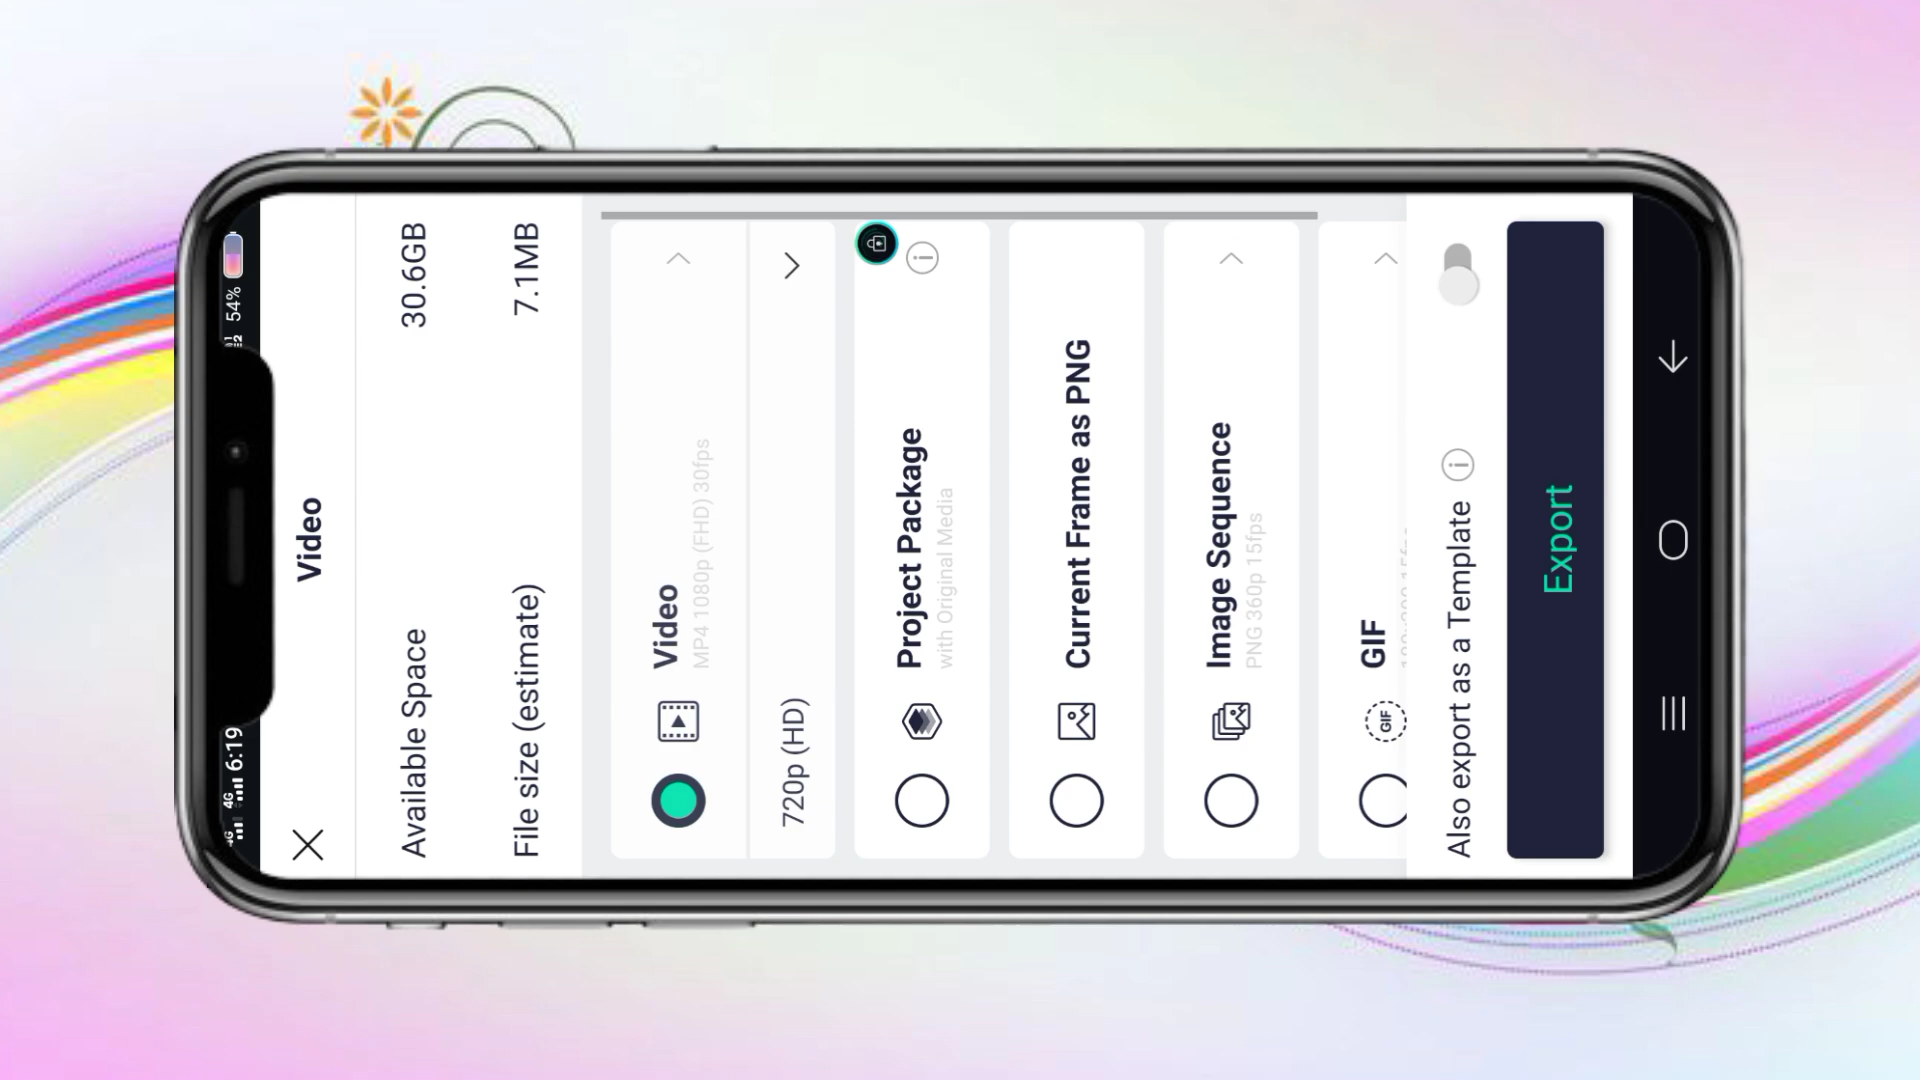 6:19
54%
Video
Available Space 30.6GB
File size (estimate) 7.1MB
Video
MP4 1080p (FHD) 30fps
720p (HD)
Project Package
with Original Media
Current Frame as PNG
Image Sequence
PNG 360p 15fps
GIF
GIF
Also export as a Template
Export